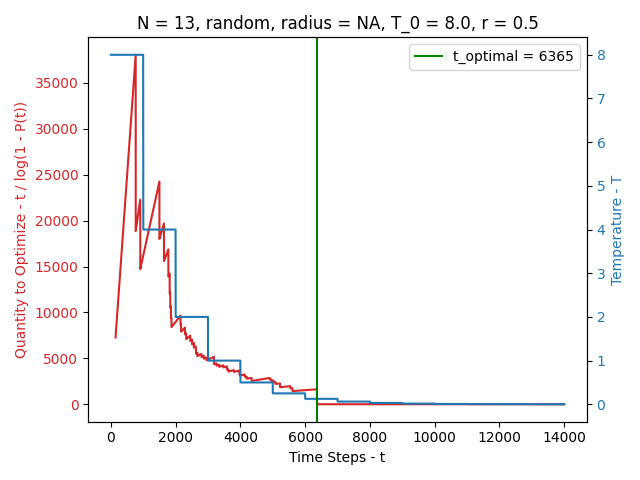 N = 13, random, radius = NA, T_0 = 8.0, r = 0.5
t_optimal = 6365
Quantity to Optimize - t / log(1 - P(t))
35000
30000
25000
20000
15000
10000
5000
0
8
7
6
5
4
3
2
1
0
Temperature - T
0 2000 4000 6000 8000 10000 12000 14000
Time Steps - t